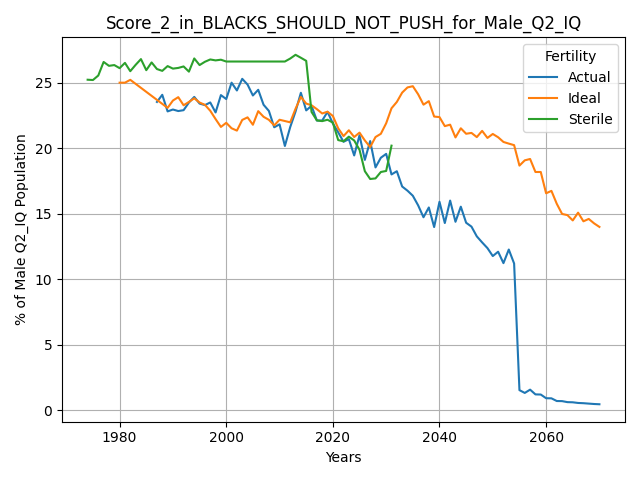 Score_2_in_BLACKS_SHOULD_NOT_PUSH_for_Male_Q2_IQ
Fertility
Actual
Ideal
Sterile
% of Male Q2_IQ Population
25
20
15
10
5
0
1980
2000
2020
2040
2060
Years